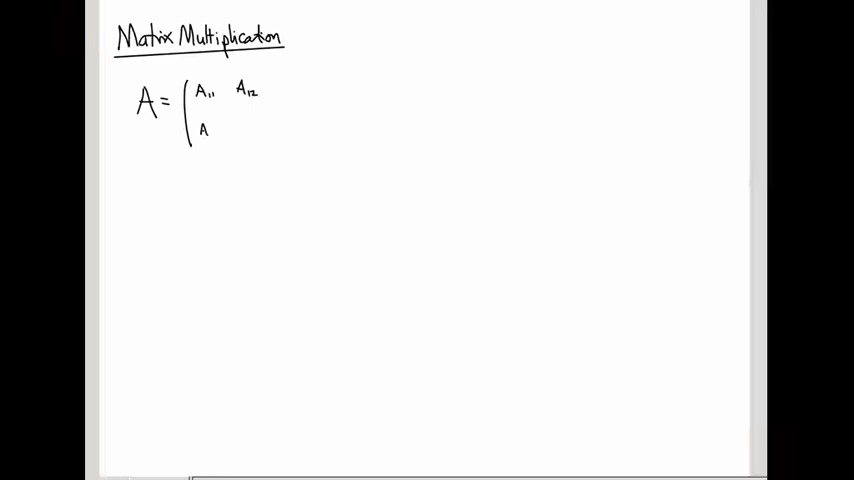 Matrix Multiplication
A = ( A₁₁ A₁₂
A